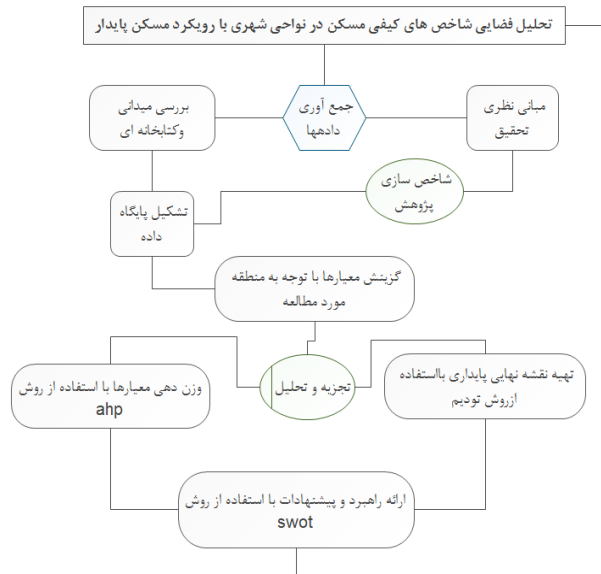 تحلیل فضایی شاخص های کیفی مسکن در نواحی شهری با رویکرد مسکن پایدار
مبانی نظری
تحقیق
جمع آوری
دادهها
بررسی میدانی
وکتابخانه ای
شاخص سازی
پژوهش
تشکیل پایگاه
داده
گزینش معیارها با توجه به منطقه
مورد مطالعه
تهیه نقشه نهایی پایداری بااستفاده
ازروش تودیم
تجزیه و تحلیل
وزن دهی معیارها با استفاده از روش
ahp
ارائه راهبرد و پیشنهادات با استفاده از روش
swot